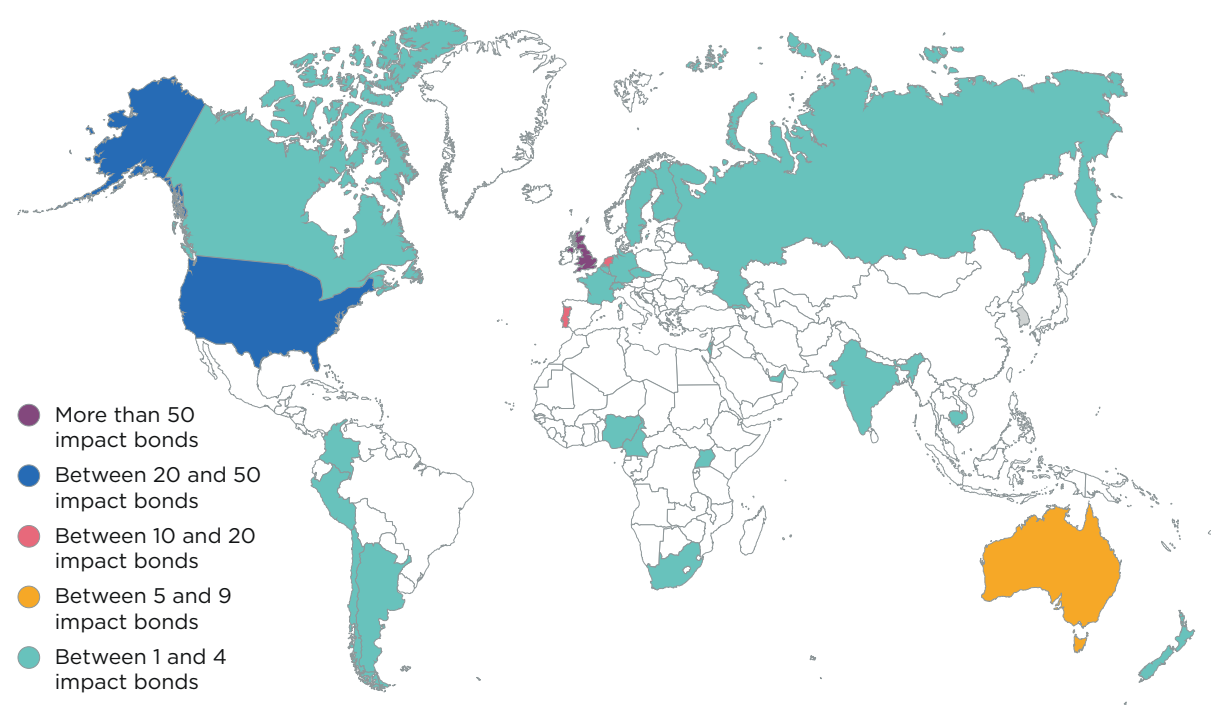 More than 50
impact bonds
Between 20 and 50
impact bonds
Between 10 and 20
impact bonds
Between 5 and 9
impact bonds
Between 1 and 4
impact bonds